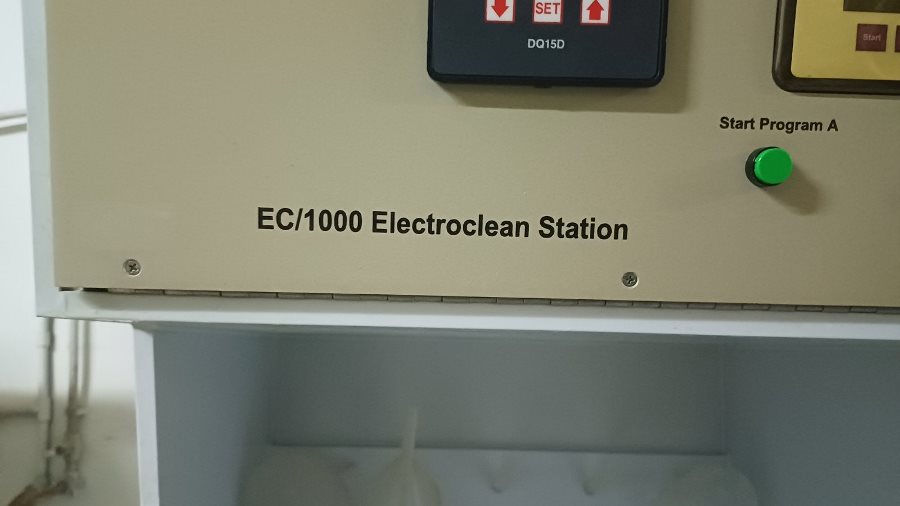 SET
DQ15D
Start
Start Program A
EC/1000 Electroclean Station